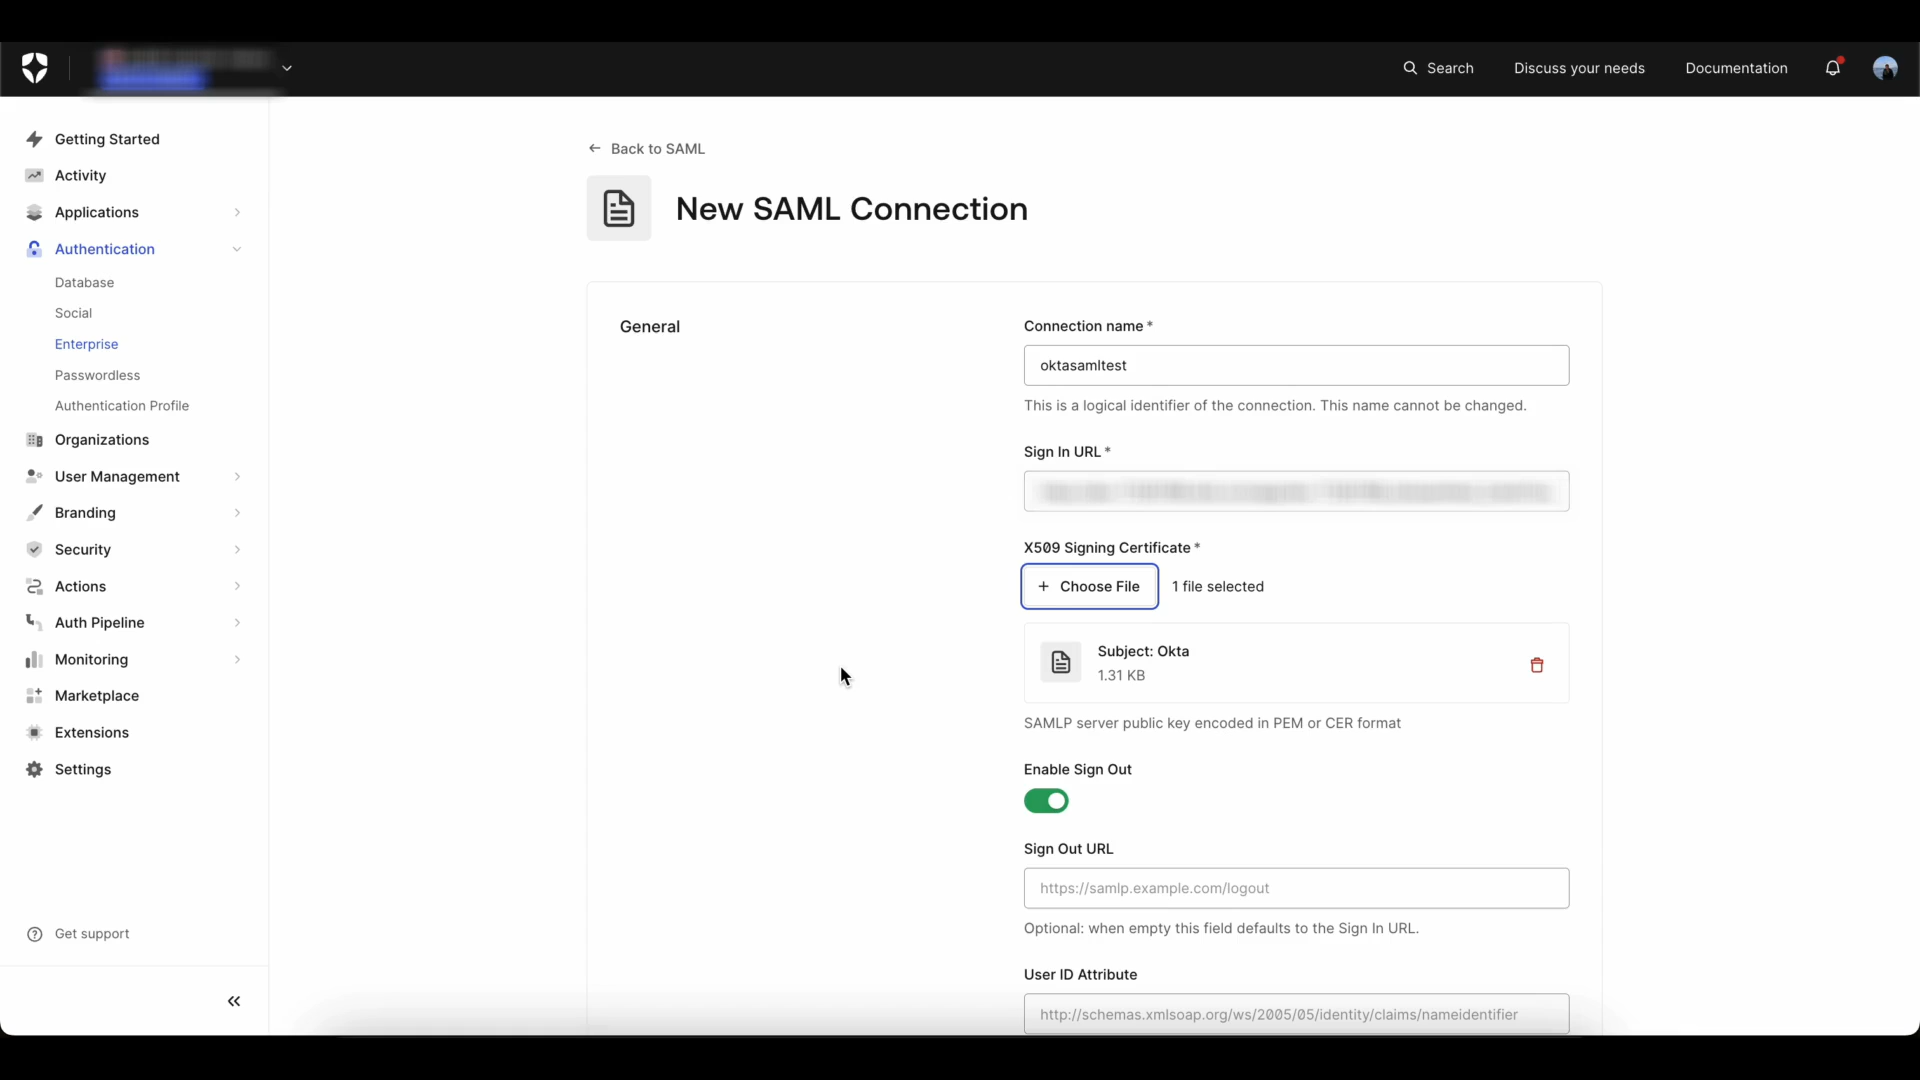 Search
Discuss your needs
Documentation
Getting Started
Activity
Applications
Authentication
Database
Social
Enterprise
Passwordless
Authentication Profile
Organizations
User Management
Branding
Security
Actions
Auth Pipeline
Monitoring
Marketplace
Extensions
Settings
Get support
Back to SAML
New SAML Connection
General
Connection name *
oktasamltest
This is a logical identifier of the connection. This name cannot be changed.
Sign In URL *
X509 Signing Certificate *
+ Choose File 1 file selected
Subject: Okta
1.31 KB
SAMLP server public key encoded in PEM or CER format
Enable Sign Out
Sign Out URL
https://samlp.example.com/logout
Optional: when empty this field defaults to the Sign In URL.
User ID Attribute
http://schemas.xmlsoap.org/ws/2005/05/identity/claims/nameidentifier